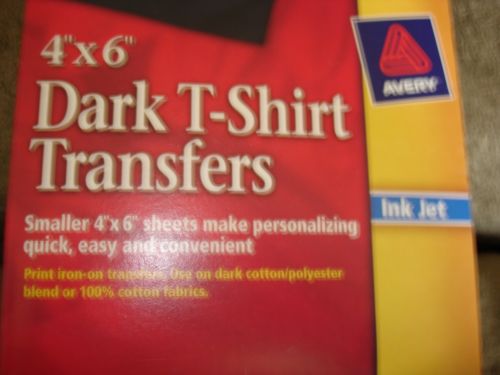 4"x6"
AVERY
Dark T-Shirt
Transfers
Ink Jet
Smaller 4"x6" sheets make personalizing
quick, easy and convenient
Print iron-on transfers. Use on dark cotton/polyester
blend or 100% cotton fabrics.